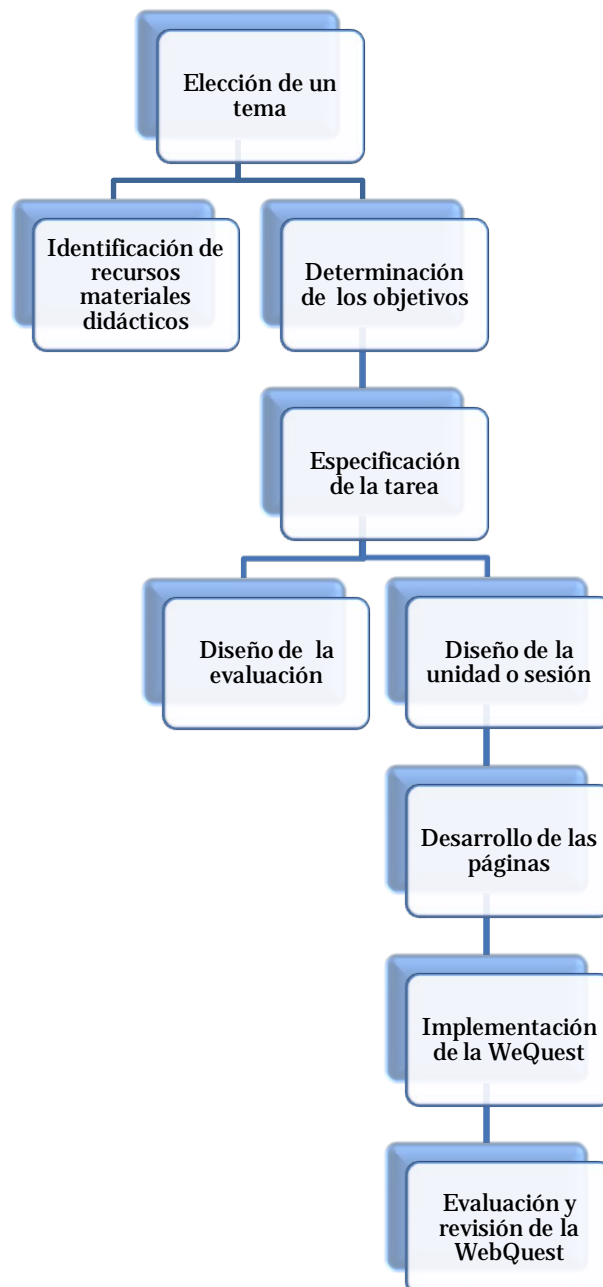 Elección de un
tema
Identificación de
recursos
materiales
didácticos
Determinación
de los objetivos
Especificación
de la tarea
Diseño de la
evaluación
Diseño de la
unidad o sesión
Desarrollo de las
páginas
Implementación
de la WeQuest
Evaluación y
revisión de la
WebQuest